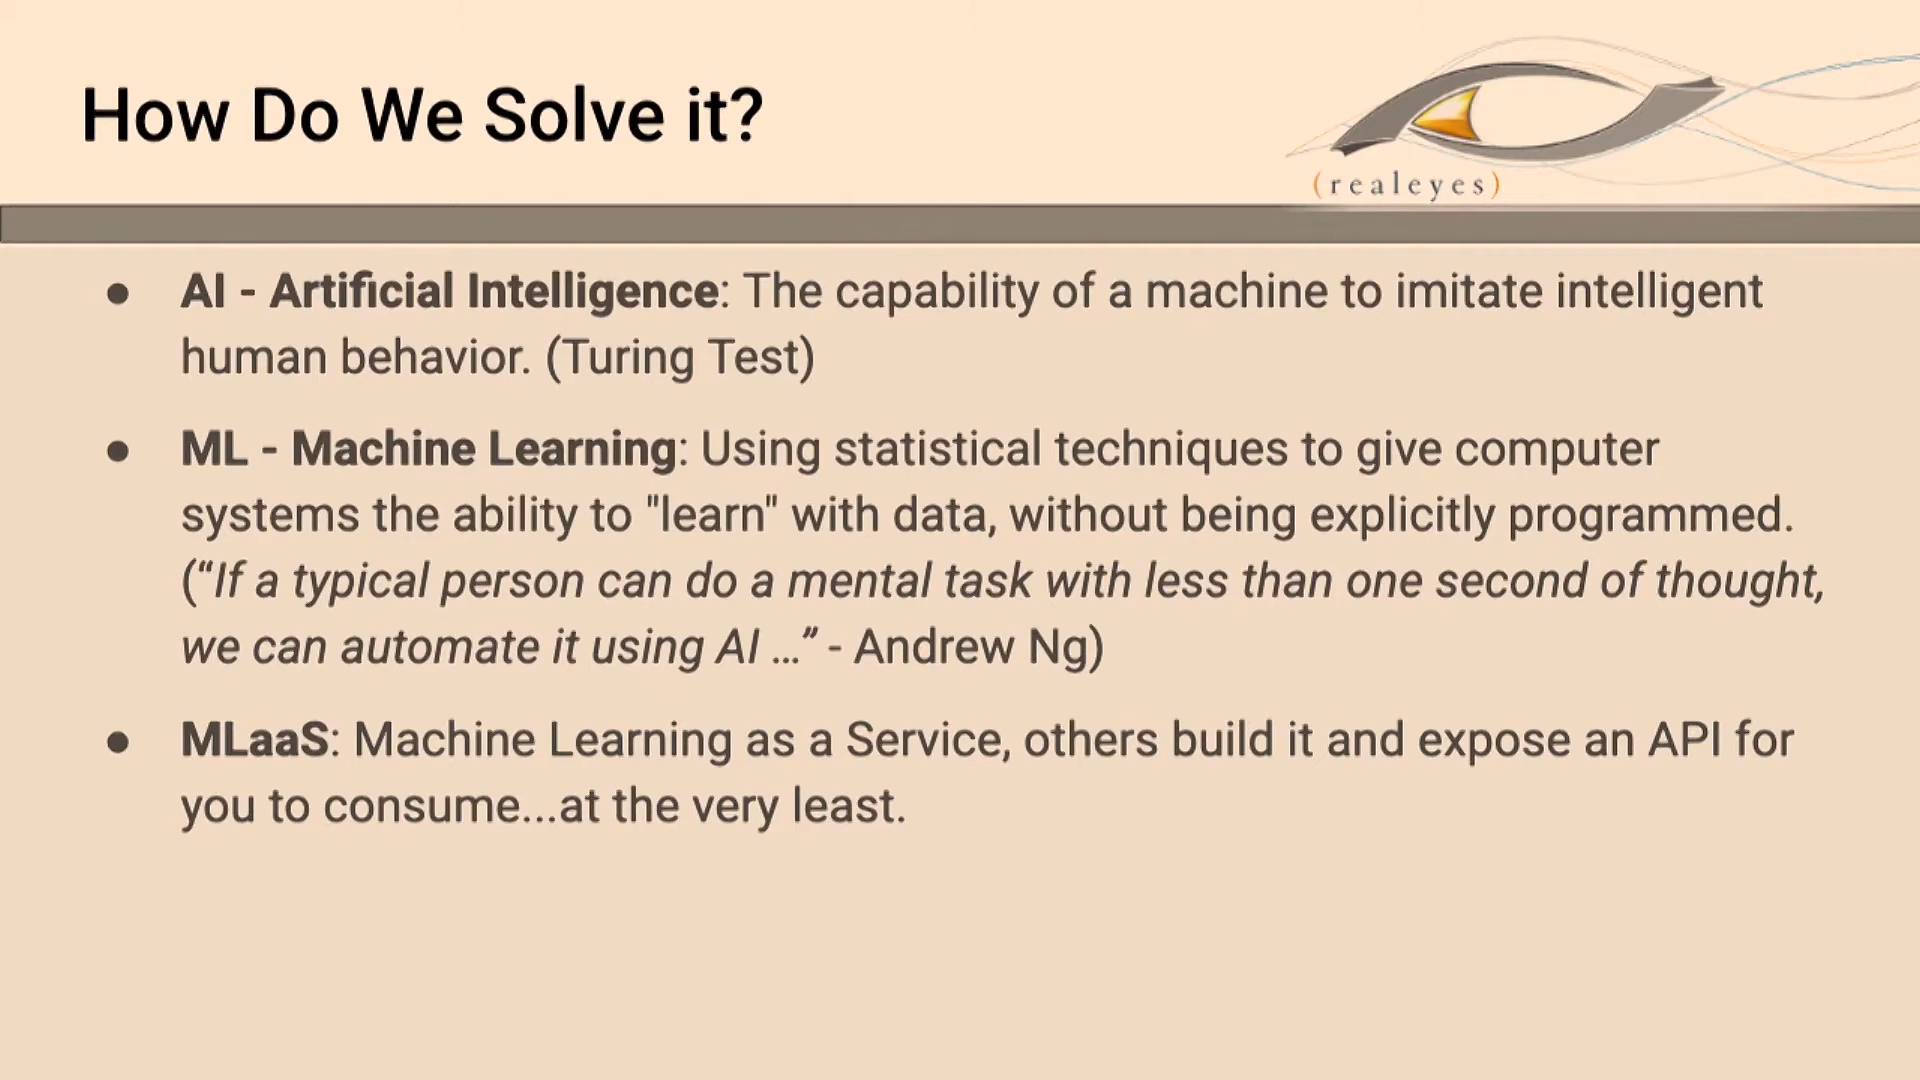 How Do We Solve it?
(realeyes)
● AI - Artificial Intelligence: The capability of a machine to imitate intelligent
human behavior. (Turing Test)
● ML - Machine Learning: Using statistical techniques to give computer
systems the ability to "learn" with data, without being explicitly programmed.
(“If a typical person can do a mental task with less than one second of thought,
we can automate it using AI …” - Andrew Ng)
● MLaaS: Machine Learning as a Service, others build it and expose an API for
you to consume...at the very least.